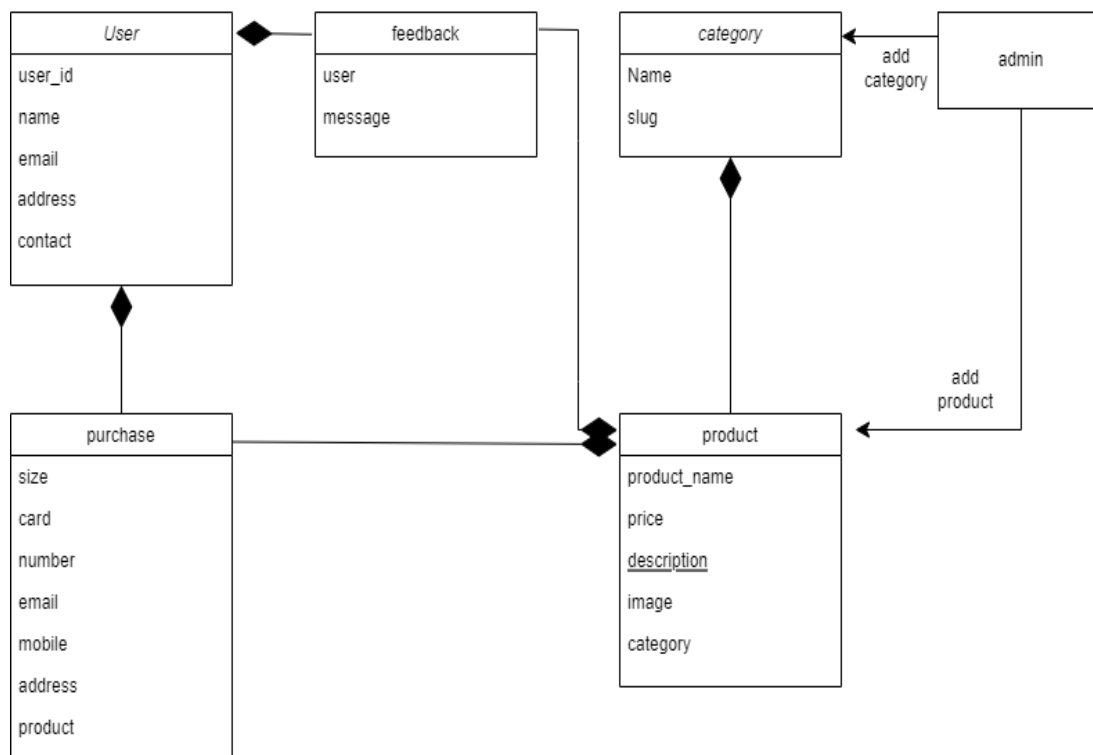 User
user_id
name
email
address
contact
feedback
user
message
category
Name
slug
admin
add
category
add
product
purchase
size
card
number
email
mobile
address
product
product
product_name
price
description
image
category